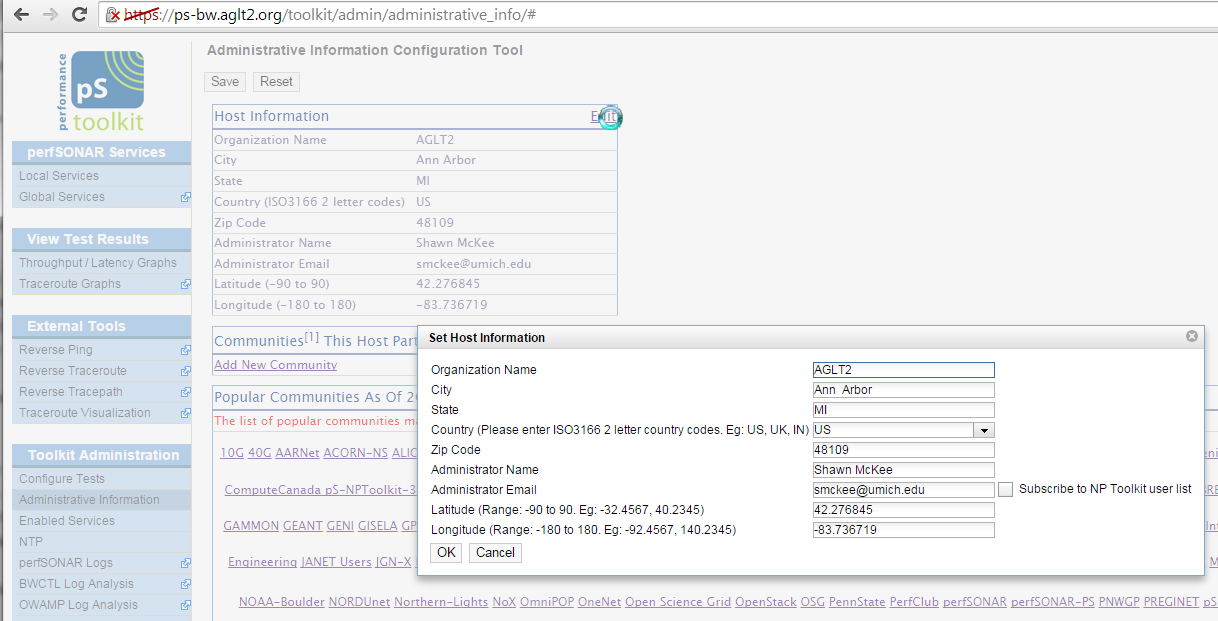 https://ps-bw.aglt2.org/toolkit/admin/administrative_info/#
performance
pS
toolkit
perfSONAR Services
Local Services
Global Services
View Test Results
Throughput / Latency Graphs
Traceroute Graphs
External Tools
Reverse Ping
Reverse Traceroute
Reverse Tracepath
Traceroute Visualization
Toolkit Administration
Configure Tests
Administrative Information
Enabled Services
NTP
perfSONAR Logs
BWCTL Log Analysis
OWAMP Log Analysis
Administrative Information Configuration Tool
Save Reset
Host Information
Organization Name AGLT2
City Ann Arbor
State MI
Country (ISO3166 2 letter codes) US
Zip Code 48109
Administrator Name Shawn McKee
Administrator Email smckee@umich.edu
Latitude (-90 to 90) 42.276845
Longitude (-180 to 180) -83.736719
Communities[1] This Host Part
Add New Community
Popular Communities As Of 2
The list of popular communities
10G 40G AARNet ACORN-NS ALIC
ComputeCanada pS-NPToolkit-3
GAMMON GEANT GENI GISELA GP
Engineering JANET Users JGN-X
NOAA-Boulder NORDUnet Northern-Lights NoX OmniPOP OneNet Open Science Grid OpenStack OSG PennState PerfClub perfSONAR perfSONAR-PS PNWGP PREGINET pS
Set Host Information
Organization Name AGLT2
City Ann Arbor
State MI
Country (Please enter ISO3166 2 letter country codes. Eg: US, UK, IN) US
Zip Code 48109
Administrator Name Shawn McKee
Administrator Email smckee@umich.edu Subscribe to NP Toolkit user list
Latitude (Range: -90 to 90. Eg: -32.4567, 40.2345) 42.276845
Longitude (Range: -180 to 180. Eg: -92.4567, 140.2345) -83.736719
OK Cancel